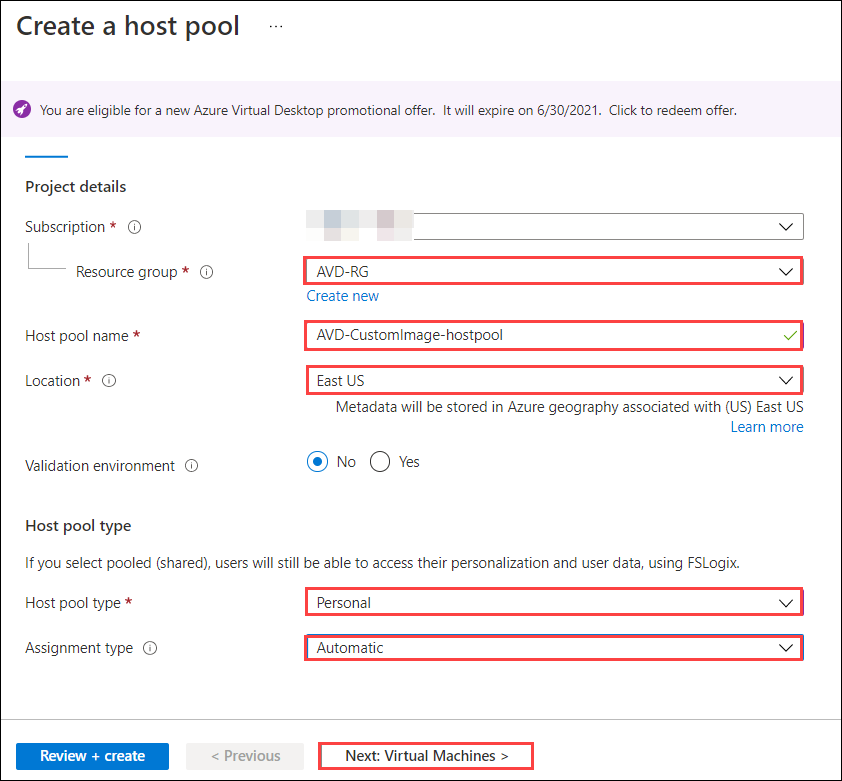 Create a host pool ...
You are eligible for a new Azure Virtual Desktop promotional offer. It will expire on 6/30/2021. Click to redeem offer.
Project details
Subscription *
Resource group * AVD-RG
Create new
Host pool name * AVD-CustomImage-hostpool
Location * East US
Metadata will be stored in Azure geography associated with (US) East US
Learn more
Validation environment No Yes
Host pool type
If you select pooled (shared), users will still be able to access their personalization and user data, using FSLogix.
Host pool type * Personal
Assignment type Automatic
Review + create < Previous Next: Virtual Machines >